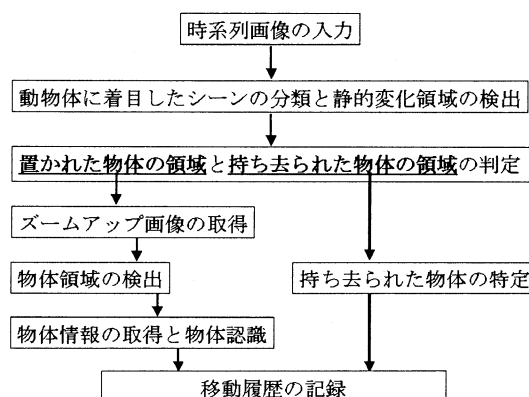 時系列画像の入力
動物体に着目したシーンの分類と静的変化領域の検出
置かれた物体の領域と持ち去られた物体の領域の判定
ズームアップ画像の取得
物体領域の検出
持ち去られた物体の特定
物体情報の取得と物体認識
移動履歴の記録